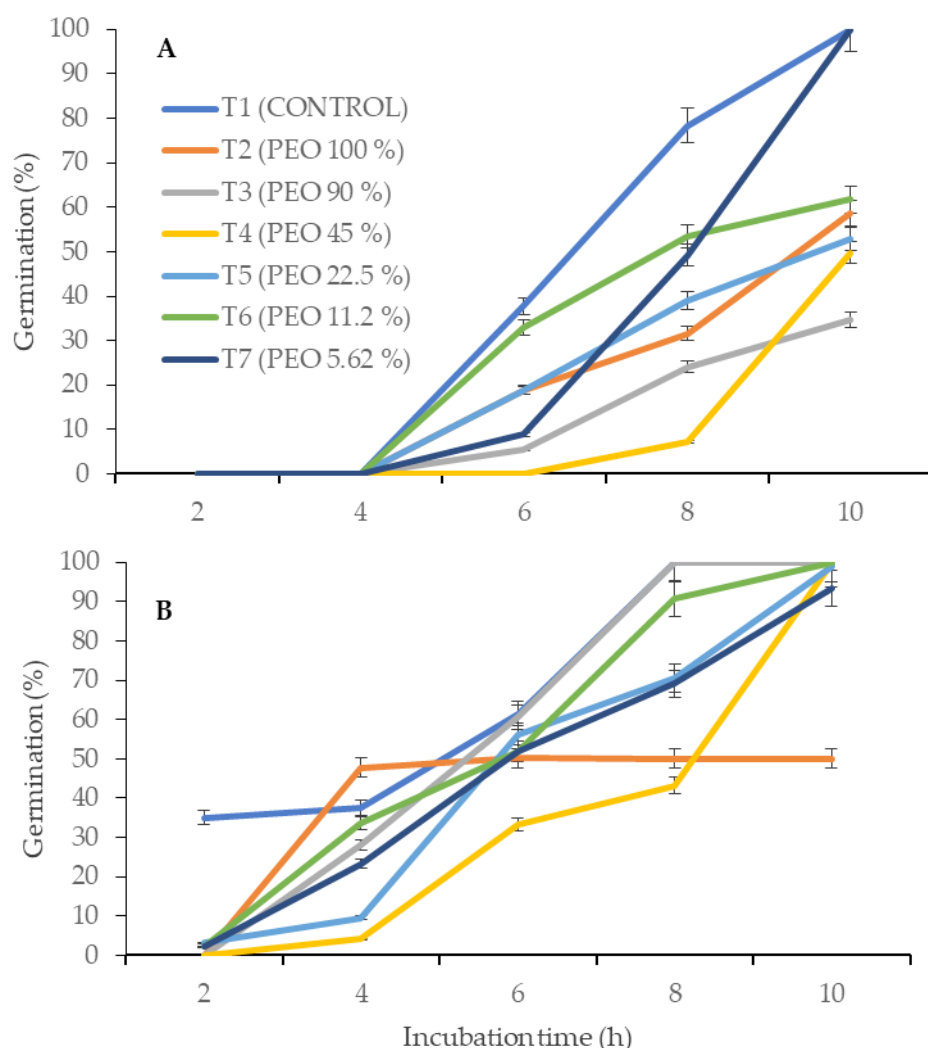 A
Germination (%)
100
90
80
70
60
50
40
30
20
10
0
T1 (CONTROL)
T2 (PEO 100 %)
T3 (PEO 90 %)
T4 (PEO 45 %)
T5 (PEO 22.5 %)
T6 (PEO 11.2 %)
T7 (PEO 5.62 %)
2 4 6 8 10
B
Germination (%)
100
90
80
70
60
50
40
30
20
10
0
2 4 6 8 10
Incubation time (h)